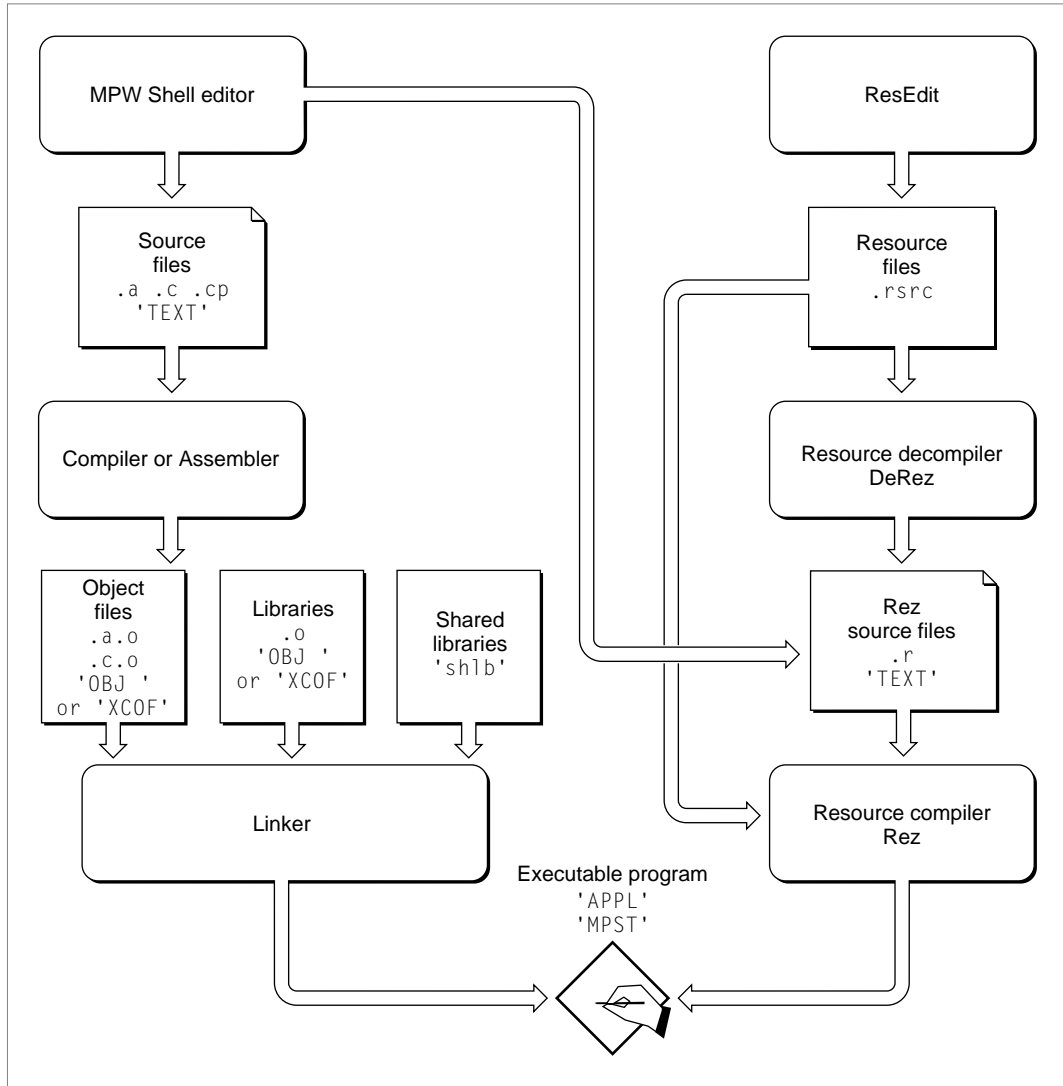 MPW Shell editor
ResEdit
Source
files
.a .c .cp
'TEXT'
Resource
files
.rsrc
Compiler or Assembler
Resource decompiler
DeRez
Object
files
.a.o
.c.o
'OBJ '
or 'XCOF'
Libraries
.o
'OBJ '
or 'XCOF'
Shared
libraries
'shlb'
Rez
source files
.r
'TEXT'
Linker
Resource compiler
Rez
Executable program
'APPL'
'MPST'